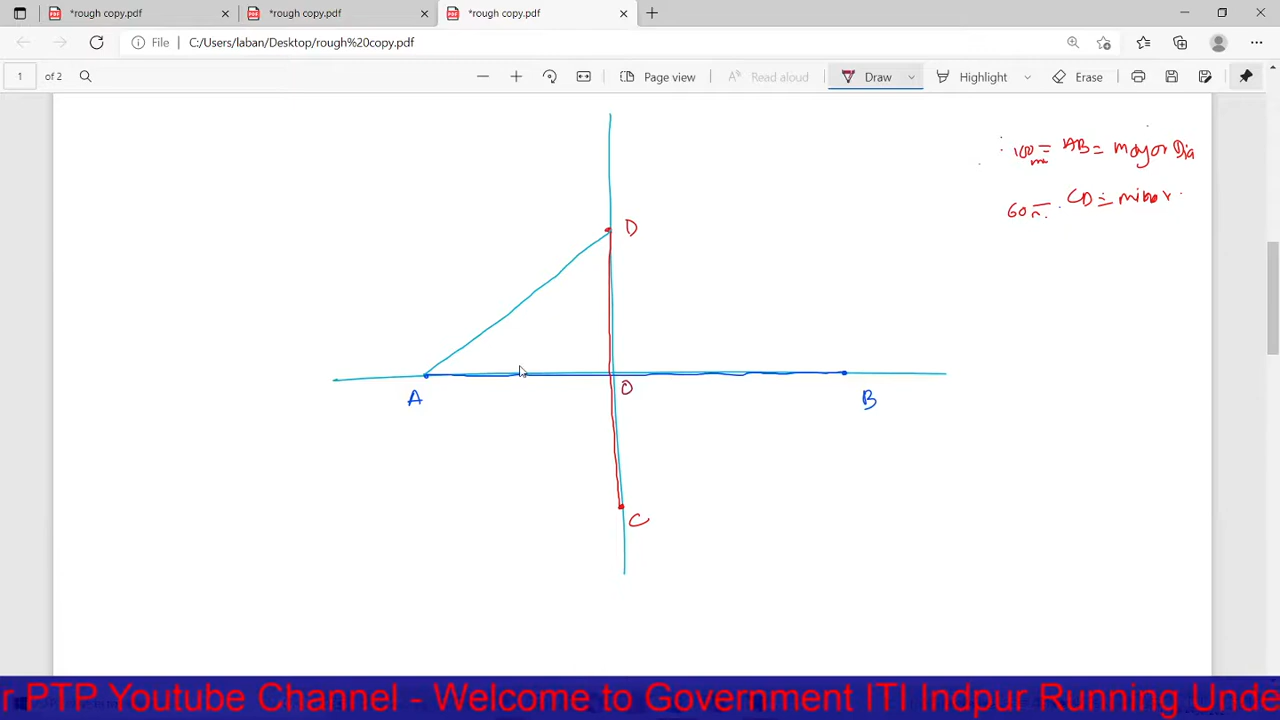 *rough copy.pdf
*rough copy.pdf
*rough copy.pdf
File C:/Users/laban/Desktop/rough%20copy.pdf
1 of 2 Page view Read aloud Draw Highlight Erase
100 = AB = major Dia
60 CD = minor
D
O
A
B
C
r PTP Youtube Channel - Welcome to Government ITI Indpur Running Unde